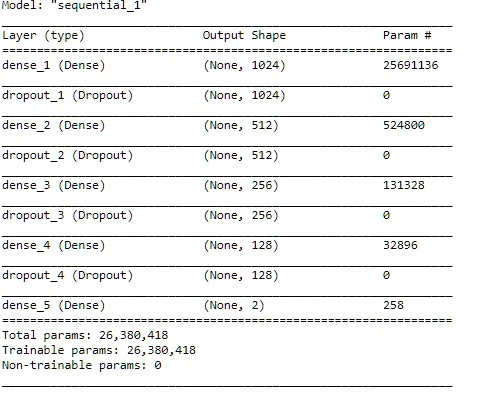 Model: "sequential_1"
Layer (type) Output Shape Param #
dense_1 (Dense) (None, 1024) 25691136
dropout_1 (Dropout) (None, 1024) 0
dense_2 (Dense) (None, 512) 524800
dropout_2 (Dropout) (None, 512) 0
dense_3 (Dense) (None, 256) 131328
dropout_3 (Dropout) (None, 256) 0
dense_4 (Dense) (None, 128) 32896
dropout_4 (Dropout) (None, 128) 0
dense_5 (Dense) (None, 2) 258
Total params: 26,380,418
Trainable params: 26,380,418
Non-trainable params: 0